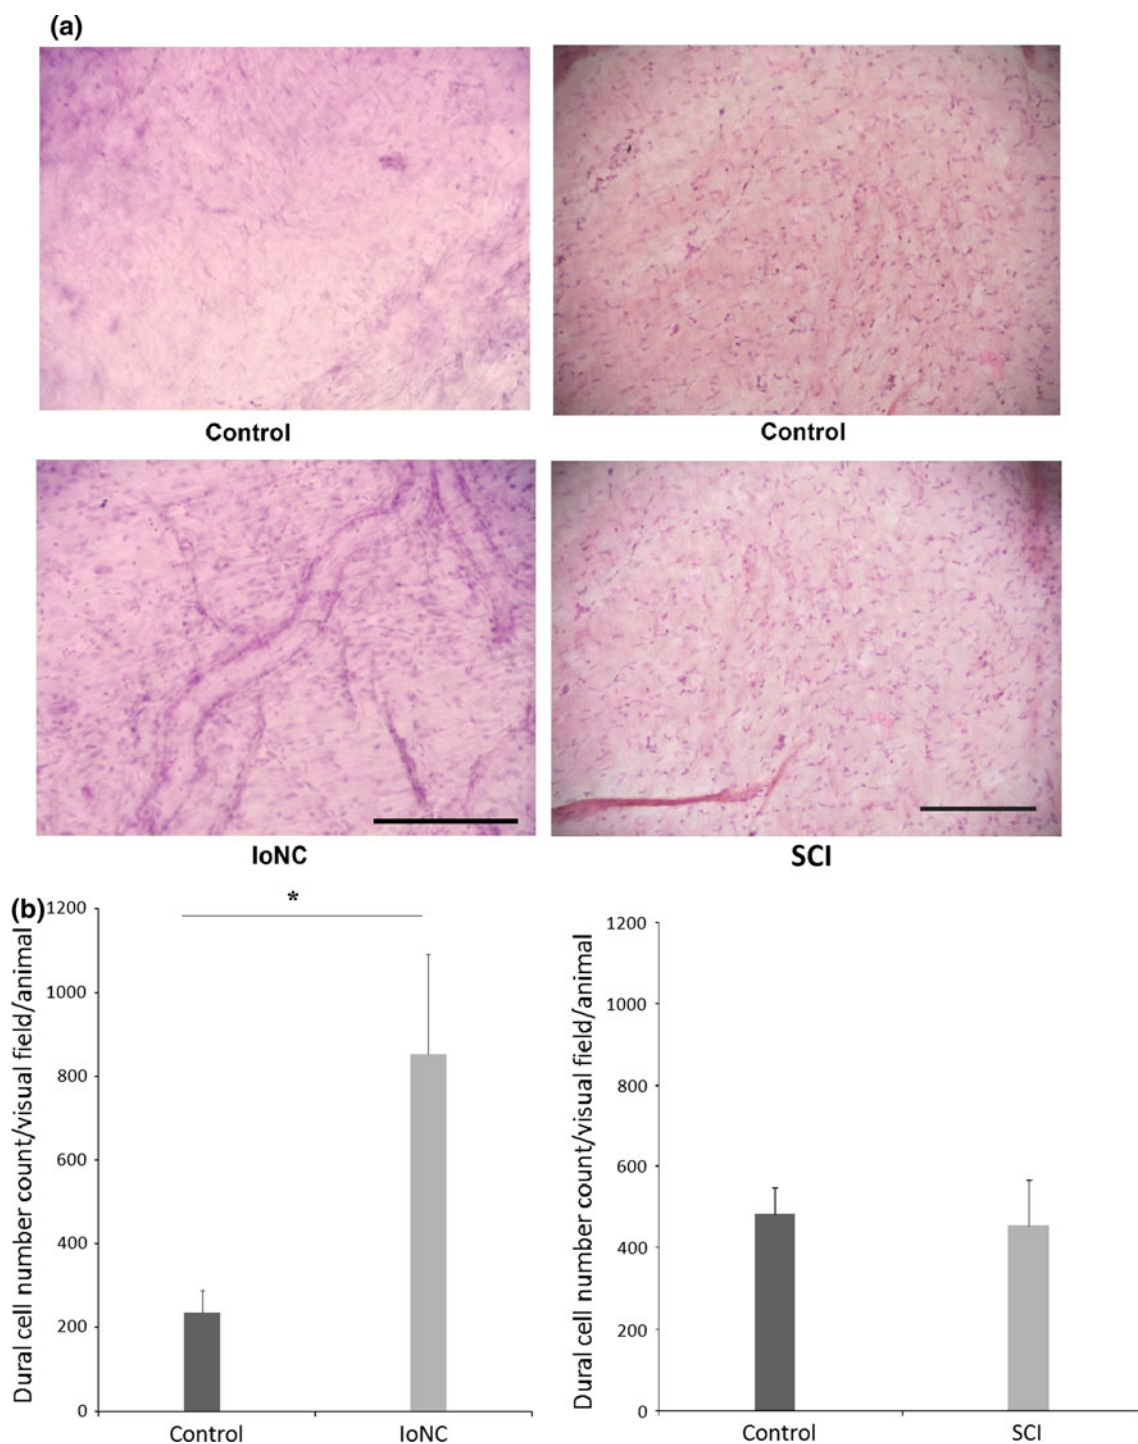 (a)
Control
Control
IoNC
SCI
(b)
Dural cell number count/visual field/animal
1200
1000
800
600
400
200
0
*
Control
IoNC
Dural cell number count/visual field/animal
1200
1000
800
600
400
200
0
Control
SCI